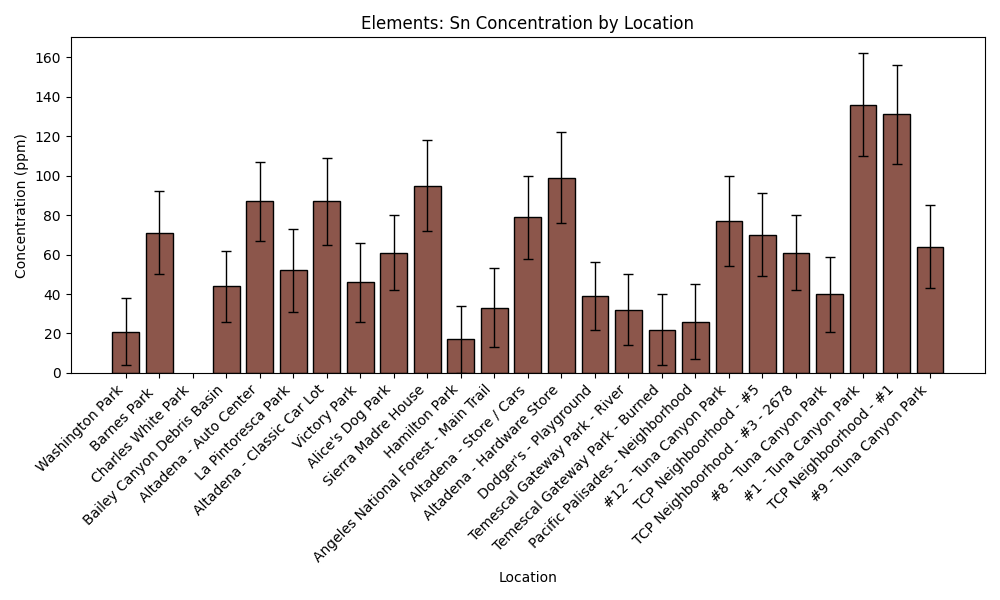 Elements: Sn Concentration by Location
Concentration (ppm)
160
140
120
100
80
60
40
20
0
Washington Park
Barnes Park
Charles White Park
Bailey Canyon Debris Basin
Altadena - Auto Center
La Pintoresca Park
Altadena - Classic Car Lot
Victory Park
Alice's Dog Park
Sierra Madre House
Hamilton Park
Angeles National Forest - Main Trail
Altadena - Store / Cars
Altadena - Hardware Store
Dodger's - Playground
Temescal Gateway Park - River
Temescal Gateway Park - Burned
Pacific Palisades - Neighborhood
#12 - Tuna Canyon Park
TCP Neighborhood - #5
TCP Neighboorhood - #3 - 2678
#8 - Tuna Canyon Park
#1 - Tuna Canyon Park
TCP Neighborhood - #1
#9 - Tuna Canyon Park
Location